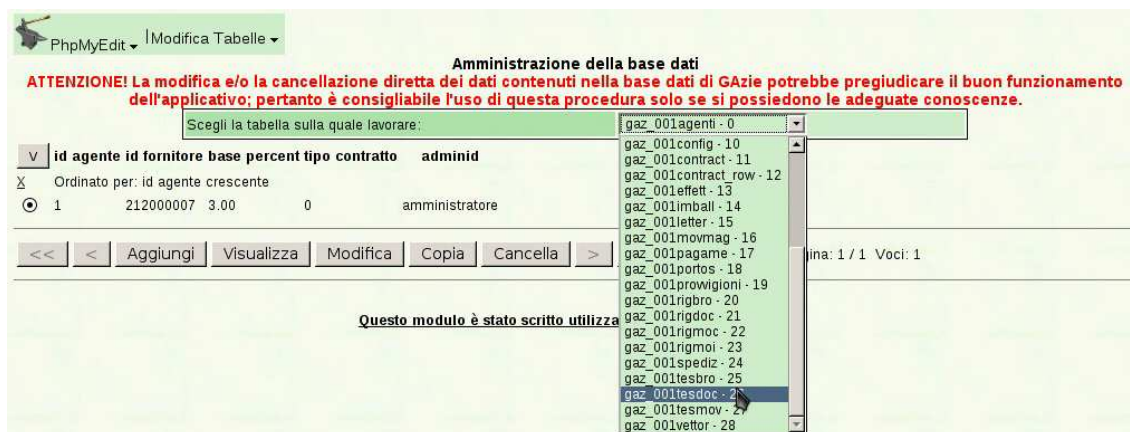 PhpMyEdit Modifica Tabelle
Amministrazione della base dati
ATTENZIONE! La modifica e/o la cancellazione diretta dei dati contenuti nella base dati di GAzie potrebbe pregiudicare il buon funzionamento
dell'applicativo; pertanto è consigliabile l'uso di questa procedura solo se si possiedono le adeguate conoscenze.
Scegli la tabella sulla quale lavorare: gaz_001agenti - 0
gaz_001config - 10
gaz_001contract - 11
gaz_001contract_row - 12
gaz_001effett - 13
gaz_001imball - 14
gaz_001letter - 15
gaz_001movmag - 16
gaz_001pagame - 17
gaz_001portos - 18
gaz_001provvigioni - 19
gaz_001rigbro - 20
gaz_001rigdoc - 21
gaz_001rigmoc - 22
gaz_001rigmoi - 23
gaz_001spediz - 24
gaz_001tesbro - 25
gaz_001tesdoc -
gaz_001tesmov - 27
gaz_001vettor - 28
v id agente id fornitore base percent tipo contratto adminid
X Ordinato per: id agente crescente
1 212000007 3.00 0 amministratore
<< < Aggiungi Visualizza Modifica Copia Cancella > ina: 1 / 1 Voci: 1
Questo modulo è stato scritto utilizza